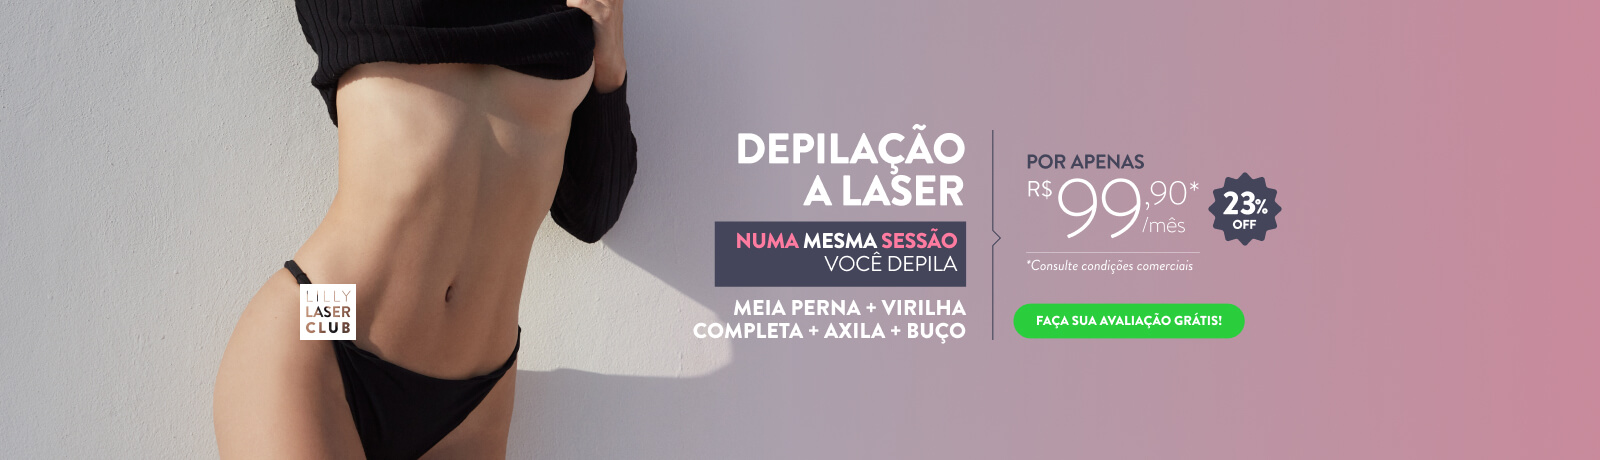 LILLY
LASER
CLUB
DEPILAÇÃO
A LASER
NUMA MESMA SESSÃO
VOCÊ DEPILA
MEIA PERNA + VIRILHA
COMPLETA + AXILA + BUÇO
POR APENAS
R$ 99,90*
/mês
23%
OFF
*Consulte condições comerciais
FAÇA SUA AVALIAÇÃO GRÁTIS!